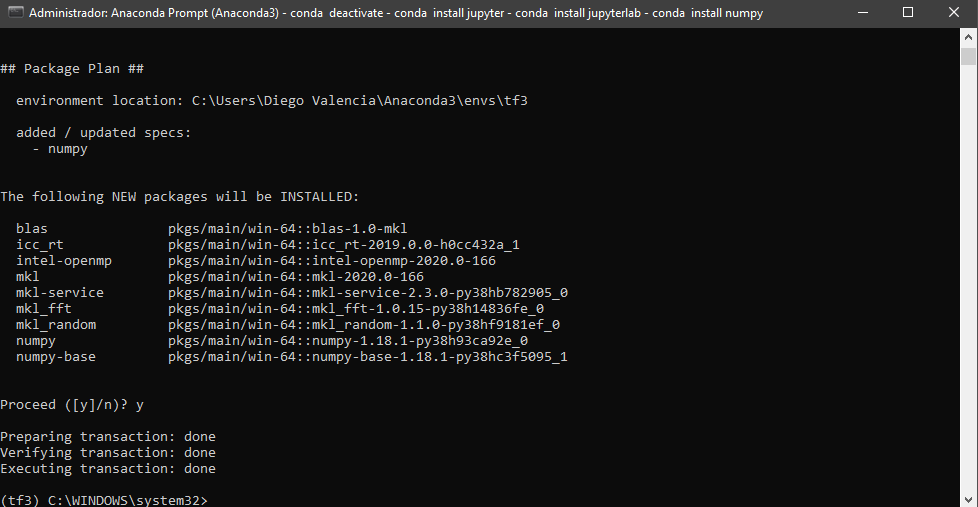 Administrador: Anaconda Prompt (Anaconda3) - conda deactivate - conda install jupyter - conda install jupyterlab - conda install numpy
## Package Plan ##
environment location: C:\Users\Diego Valencia\Anaconda3\envs\tf3
added / updated specs:
- numpy
The following NEW packages will be INSTALLED:
blas pkgs/main/win-64::blas-1.0-mkl
icc_rt pkgs/main/win-64::icc_rt-2019.0.0-h0cc432a_1
intel-openmp pkgs/main/win-64::intel-openmp-2020.0-166
mkl pkgs/main/win-64::mkl-2020.0-166
mkl-service pkgs/main/win-64::mkl-service-2.3.0-py38hb782905_0
mkl_fft pkgs/main/win-64::mkl_fft-1.0.15-py38h14836fe_0
mkl_random pkgs/main/win-64::mkl_random-1.1.0-py38hf9181ef_0
numpy pkgs/main/win-64::numpy-1.18.1-py38h93ca92e_0
numpy-base pkgs/main/win-64::numpy-base-1.18.1-py38hc3f5095_1
Proceed ([y]/n)? y
Preparing transaction: done
Verifying transaction: done
Executing transaction: done
(tf3) C:\WINDOWS\system32>